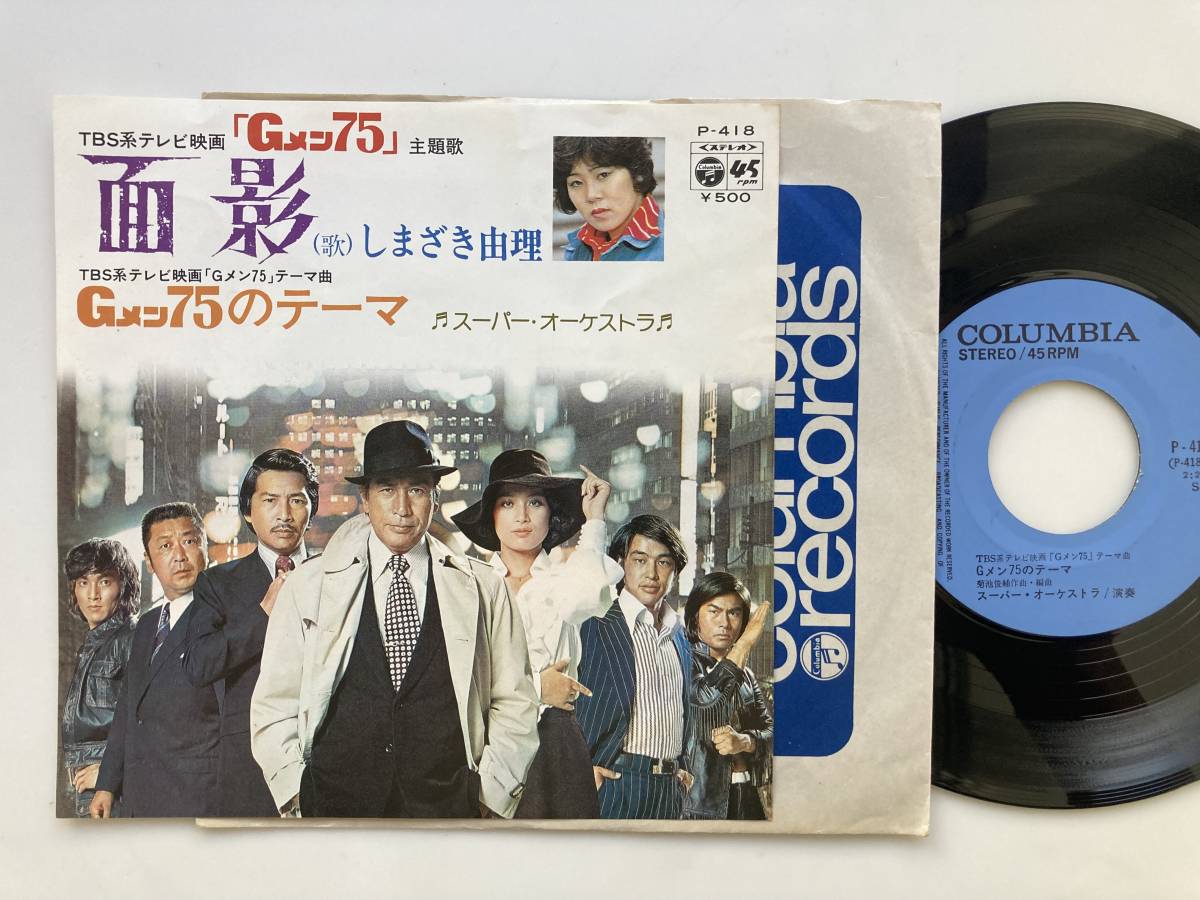 TBS系テレビ映画「Gメン75」主題歌
面影
(歌)しまざき由理
TBS系テレビ映画「Gメン75」テーマ曲
Gメン75のテーマ
♬スーパー・オーケストラ♬
P-418
ステレオ
Columbia
45
rpm
¥500
Columbia
records
Columbia
COLUMBIA
STEREO/45RPM
P-41
(P-418
2:2
S
TBS系テレビ映画「Gメン75」テーマ曲
Gメン75のテーマ
菊池俊輔作曲・編曲
スーパー・オーケストラ/演奏